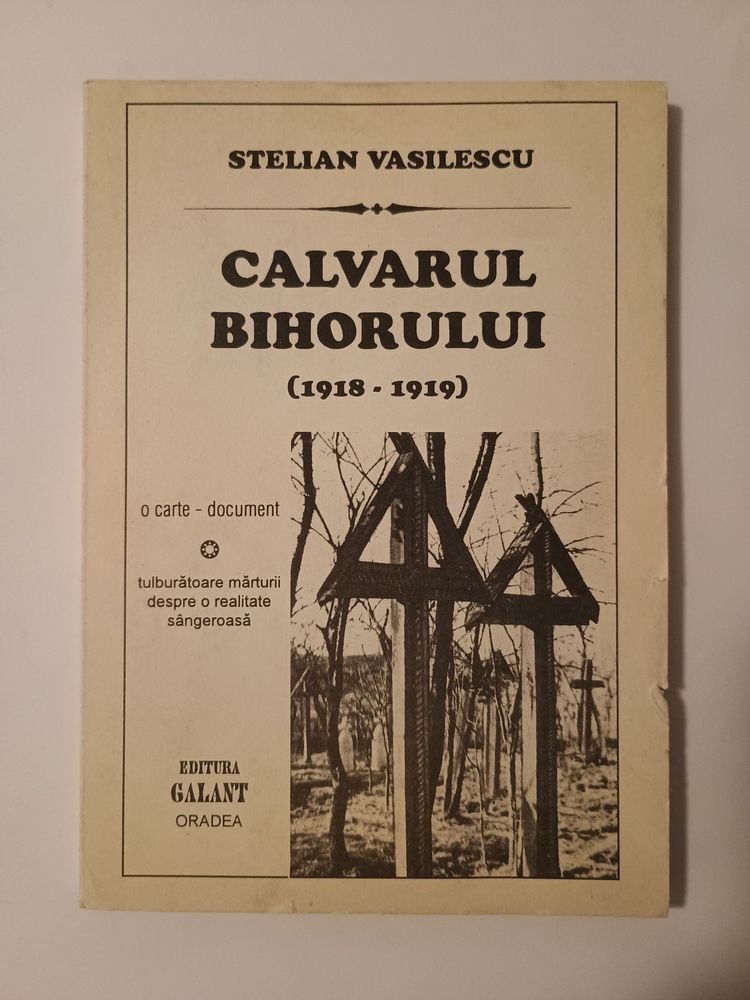 STELIAN VASILESCU
CALVARUL
BIHORULUI
(1918 - 1919)
o carte - document
tulburătoare mărturii
despre o realitate
sângeroasă
EDITURA
GALANT
ORADEA